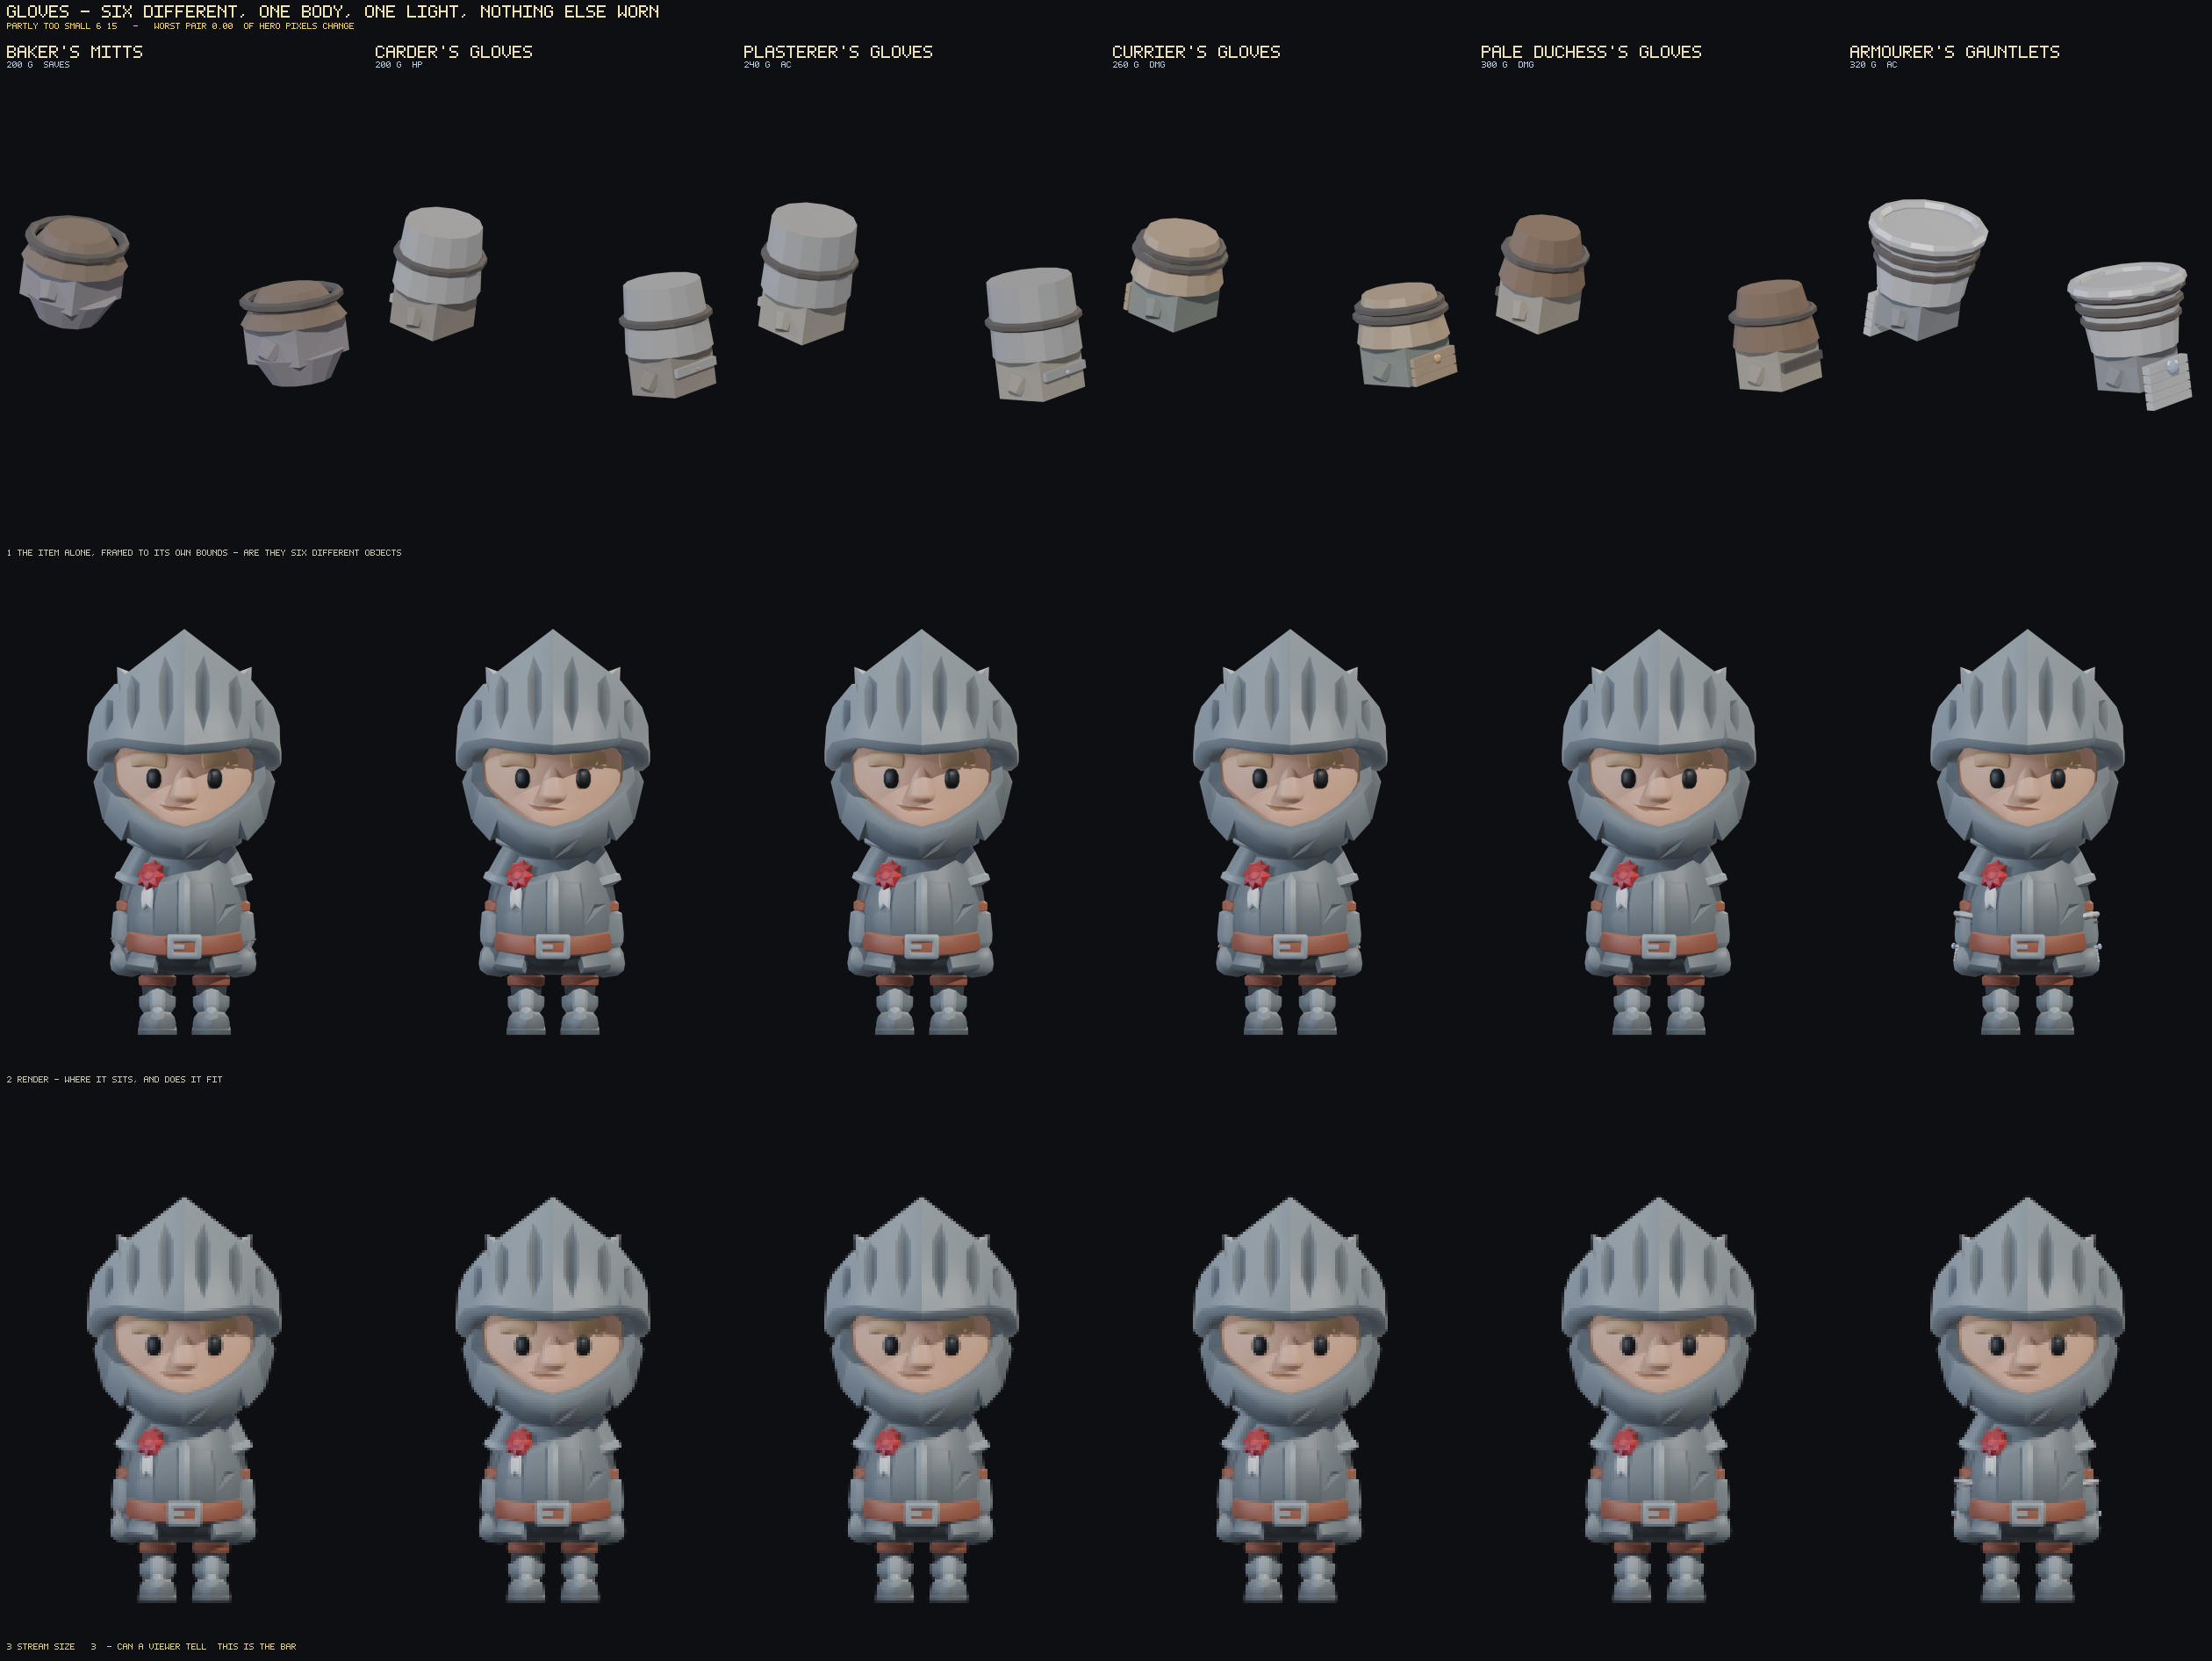 GLOVES – SIX DIFFERENT, ONE BODY, ONE LIGHT, NOTHING ELSE WORN
PARTLY TOO SMALL 6 15 – WORST PAIR 0.00 OF HERO PIXELS CHANGE
BAKER'S MITTS
200 G SAVES
CARDER'S GLOVES
200 G HP
PLASTERER'S GLOVES
240 G AC
CURRIER'S GLOVES
260 G DMG
PALE DUCHESS'S GLOVES
300 G DMG
ARMOURER'S GAUNTLETS
320 G AC
1 THE ITEM ALONE, FRAMED TO ITS OWN BOUNDS – ARE THEY SIX DIFFERENT OBJECTS
2 RENDER – WHERE IT SITS, AND DOES IT FIT
3 STREAM SIZE 3 – CAN A VIEWER TELL THIS IS THE BAR